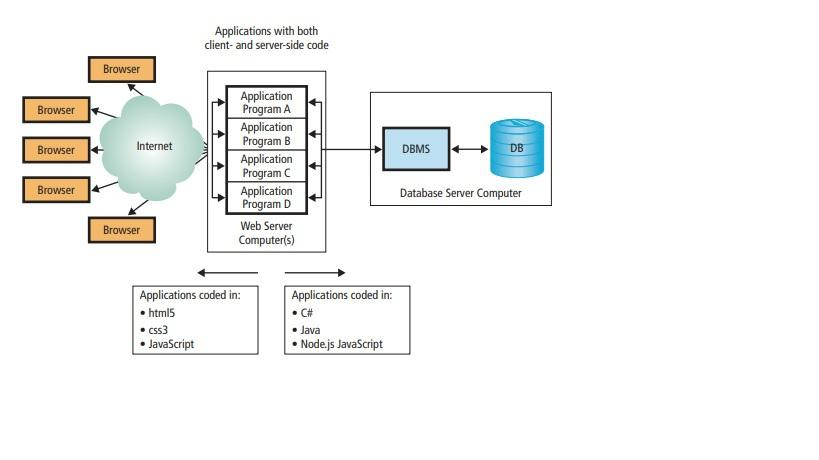 Applications with both
client- and server-side code
Browser
Browser
Browser
Browser
Browser
Internet
Application
Program A
Application
Program B
Application
Program C
Application
Program D
Web Server
Computer(s)
DBMS
DB
Database Server Computer
Applications coded in:
• html5
• css3
• JavaScript
Applications coded in:
• C#
• Java
• Node.js JavaScript